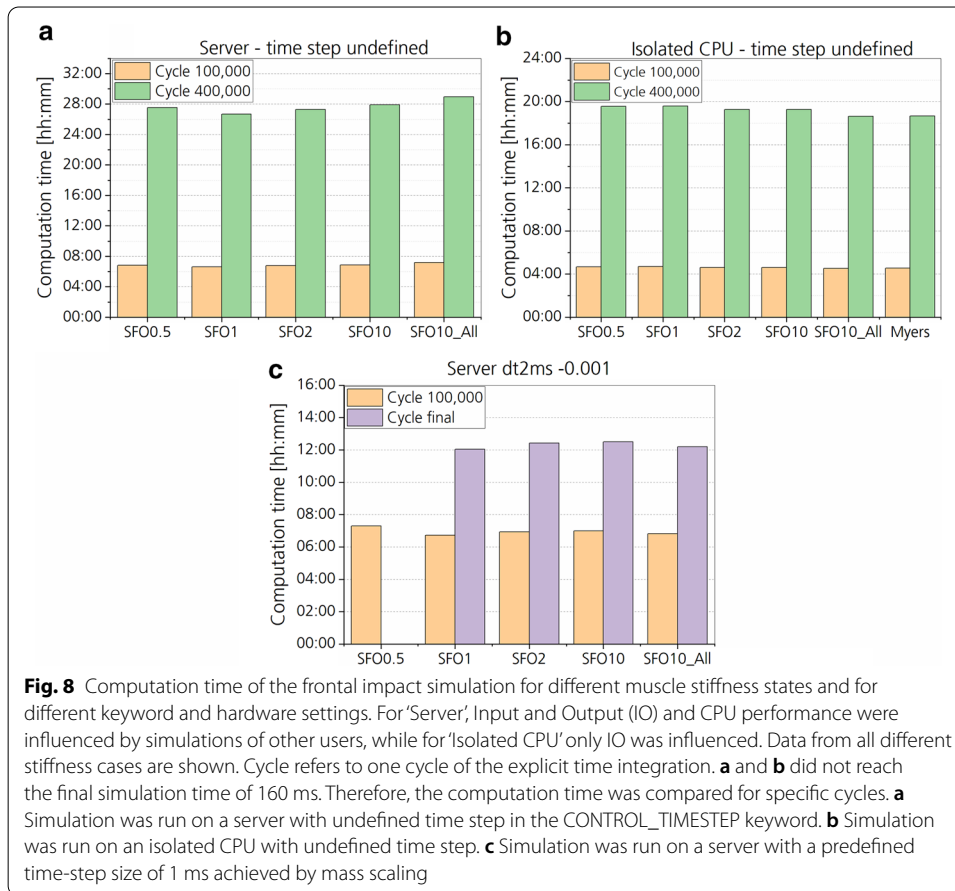 a
Server - time step undefined
Cycle 100,000
Cycle 400,000
Computation time [hh:mm]
32:00
28:00
24:00
20:00
16:00
12:00
08:00
04:00
00:00
SFO0.5 SFO1 SFO2 SFO10 SFO10_All
b
Isolated CPU - time step undefined
Cycle 100,000
Cycle 400,000
Computation time [hh:mm]
24:00
20:00
16:00
12:00
08:00
04:00
00:00
SFO0.5 SFO1 SFO2 SFO10 SFO10_All Myers
c
Server dt2ms -0.001
Cycle 100,000
Cycle final
Computation time [hh:mm]
16:00
14:00
12:00
10:00
08:00
06:00
04:00
02:00
00:00
SFO0.5 SFO1 SFO2 SFO10 SFO10_All
Fig. 8 Computation time of the frontal impact simulation for different muscle stiffness states and for
different keyword and hardware settings. For ‘Server’, Input and Output (IO) and CPU performance were
influenced by simulations of other users, while for ‘Isolated CPU’ only IO was influenced. Data from all different
stiffness cases are shown. Cycle refers to one cycle of the explicit time integration. a and b did not reach
the final simulation time of 160 ms. Therefore, the computation time was compared for specific cycles. a
Simulation was run on a server with undefined time step in the CONTROL_TIMESTEP keyword. b Simulation
was run on an isolated CPU with undefined time step. c Simulation was run on a server with a predefined
time-step size of 1 ms achieved by mass scaling